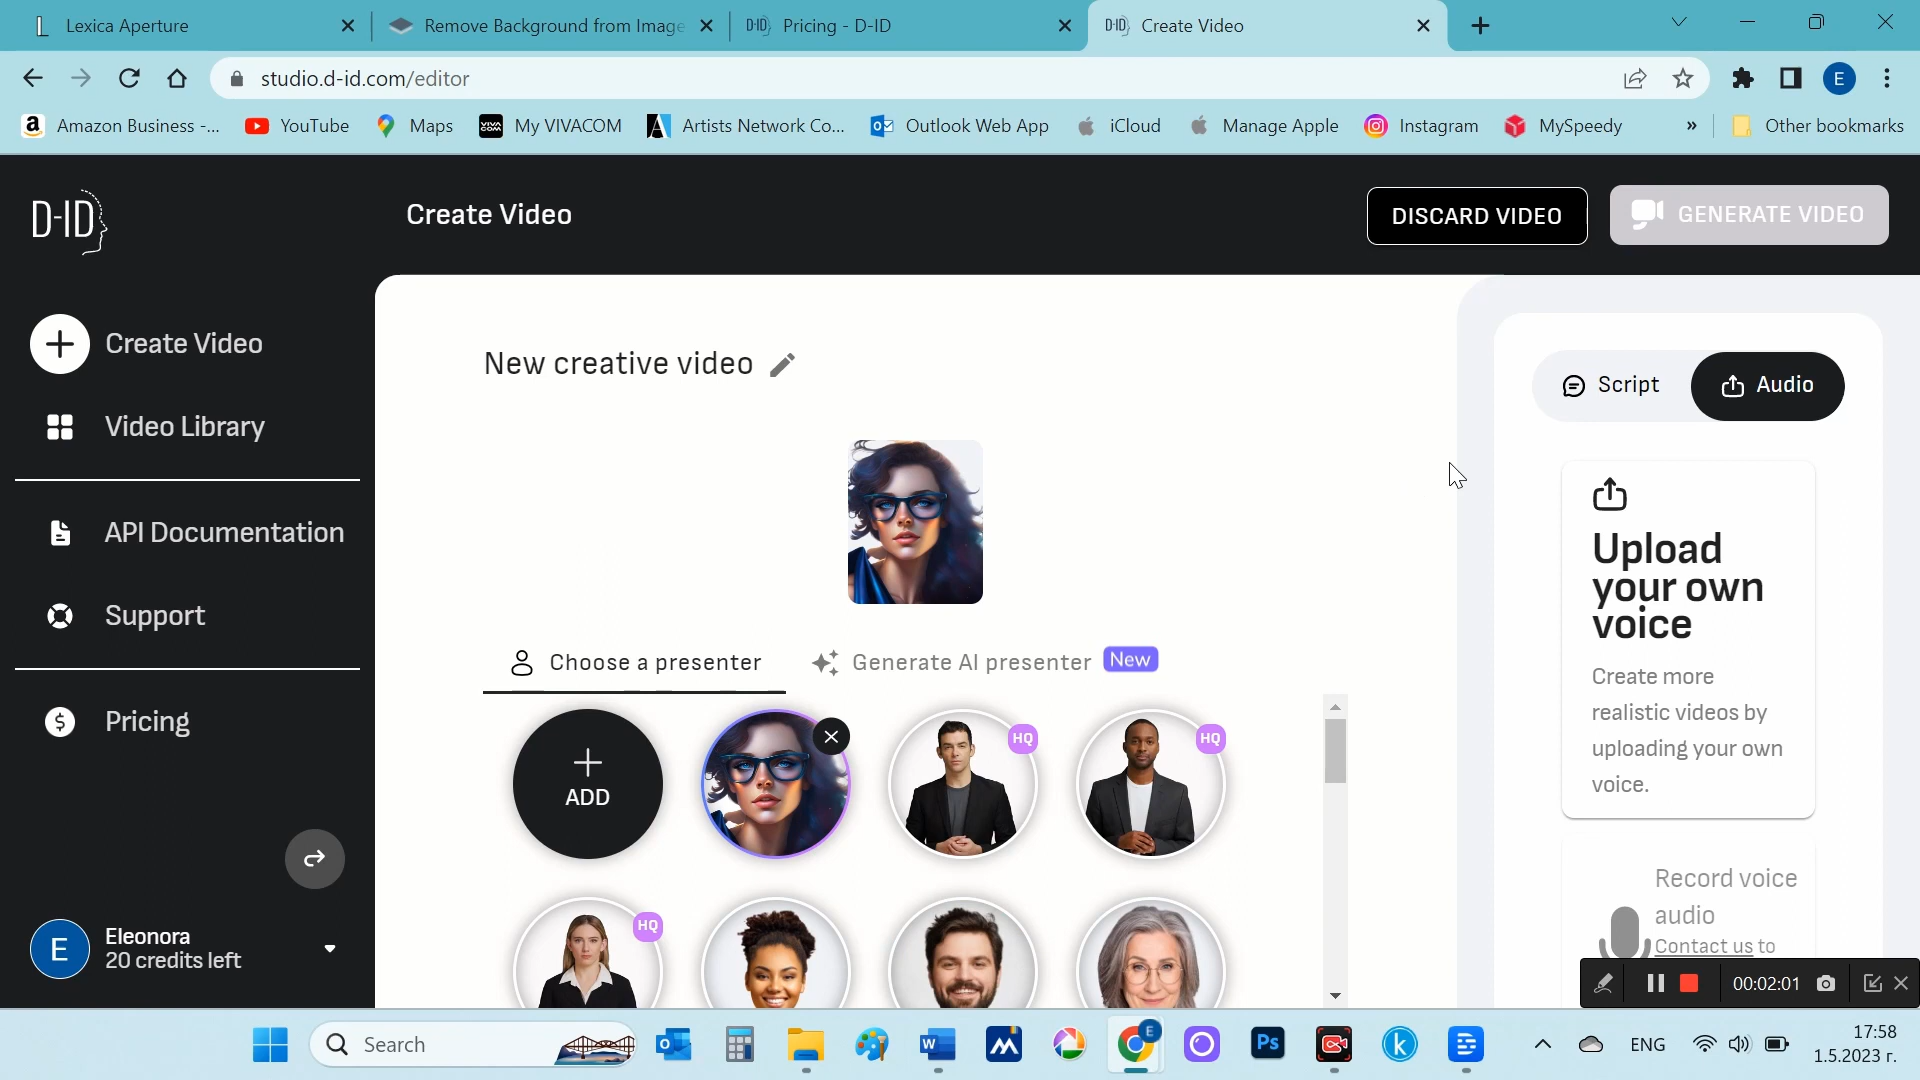 Lexica Aperture
Remove Background from Image
D-ID Pricing - D-ID
D-ID Create Video
studio.d-id.com/editor
E
a Amazon Business -...
YouTube
Maps
VIVACOM My VIVACOM
Artists Network Co...
Outlook Web App
iCloud
Manage Apple
Instagram
MySpeedy
»
Other bookmarks
D-ID
Create Video
DISCARD VIDEO
GENERATE VIDEO
Create Video
Video Library
API Documentation
Support
Pricing
E
Eleonora
20 credits left
New creative video
Choose a presenter
Generate AI presenter New
ADD
HQ
HQ
HQ
Script
Audio
Upload
your own
voice
Create more
realistic videos by
uploading your own
voice.
Record voice
audio
Contact us to
00:02:01
Search
E
Ps
k
ENG
17:58
1.5.2023 г.